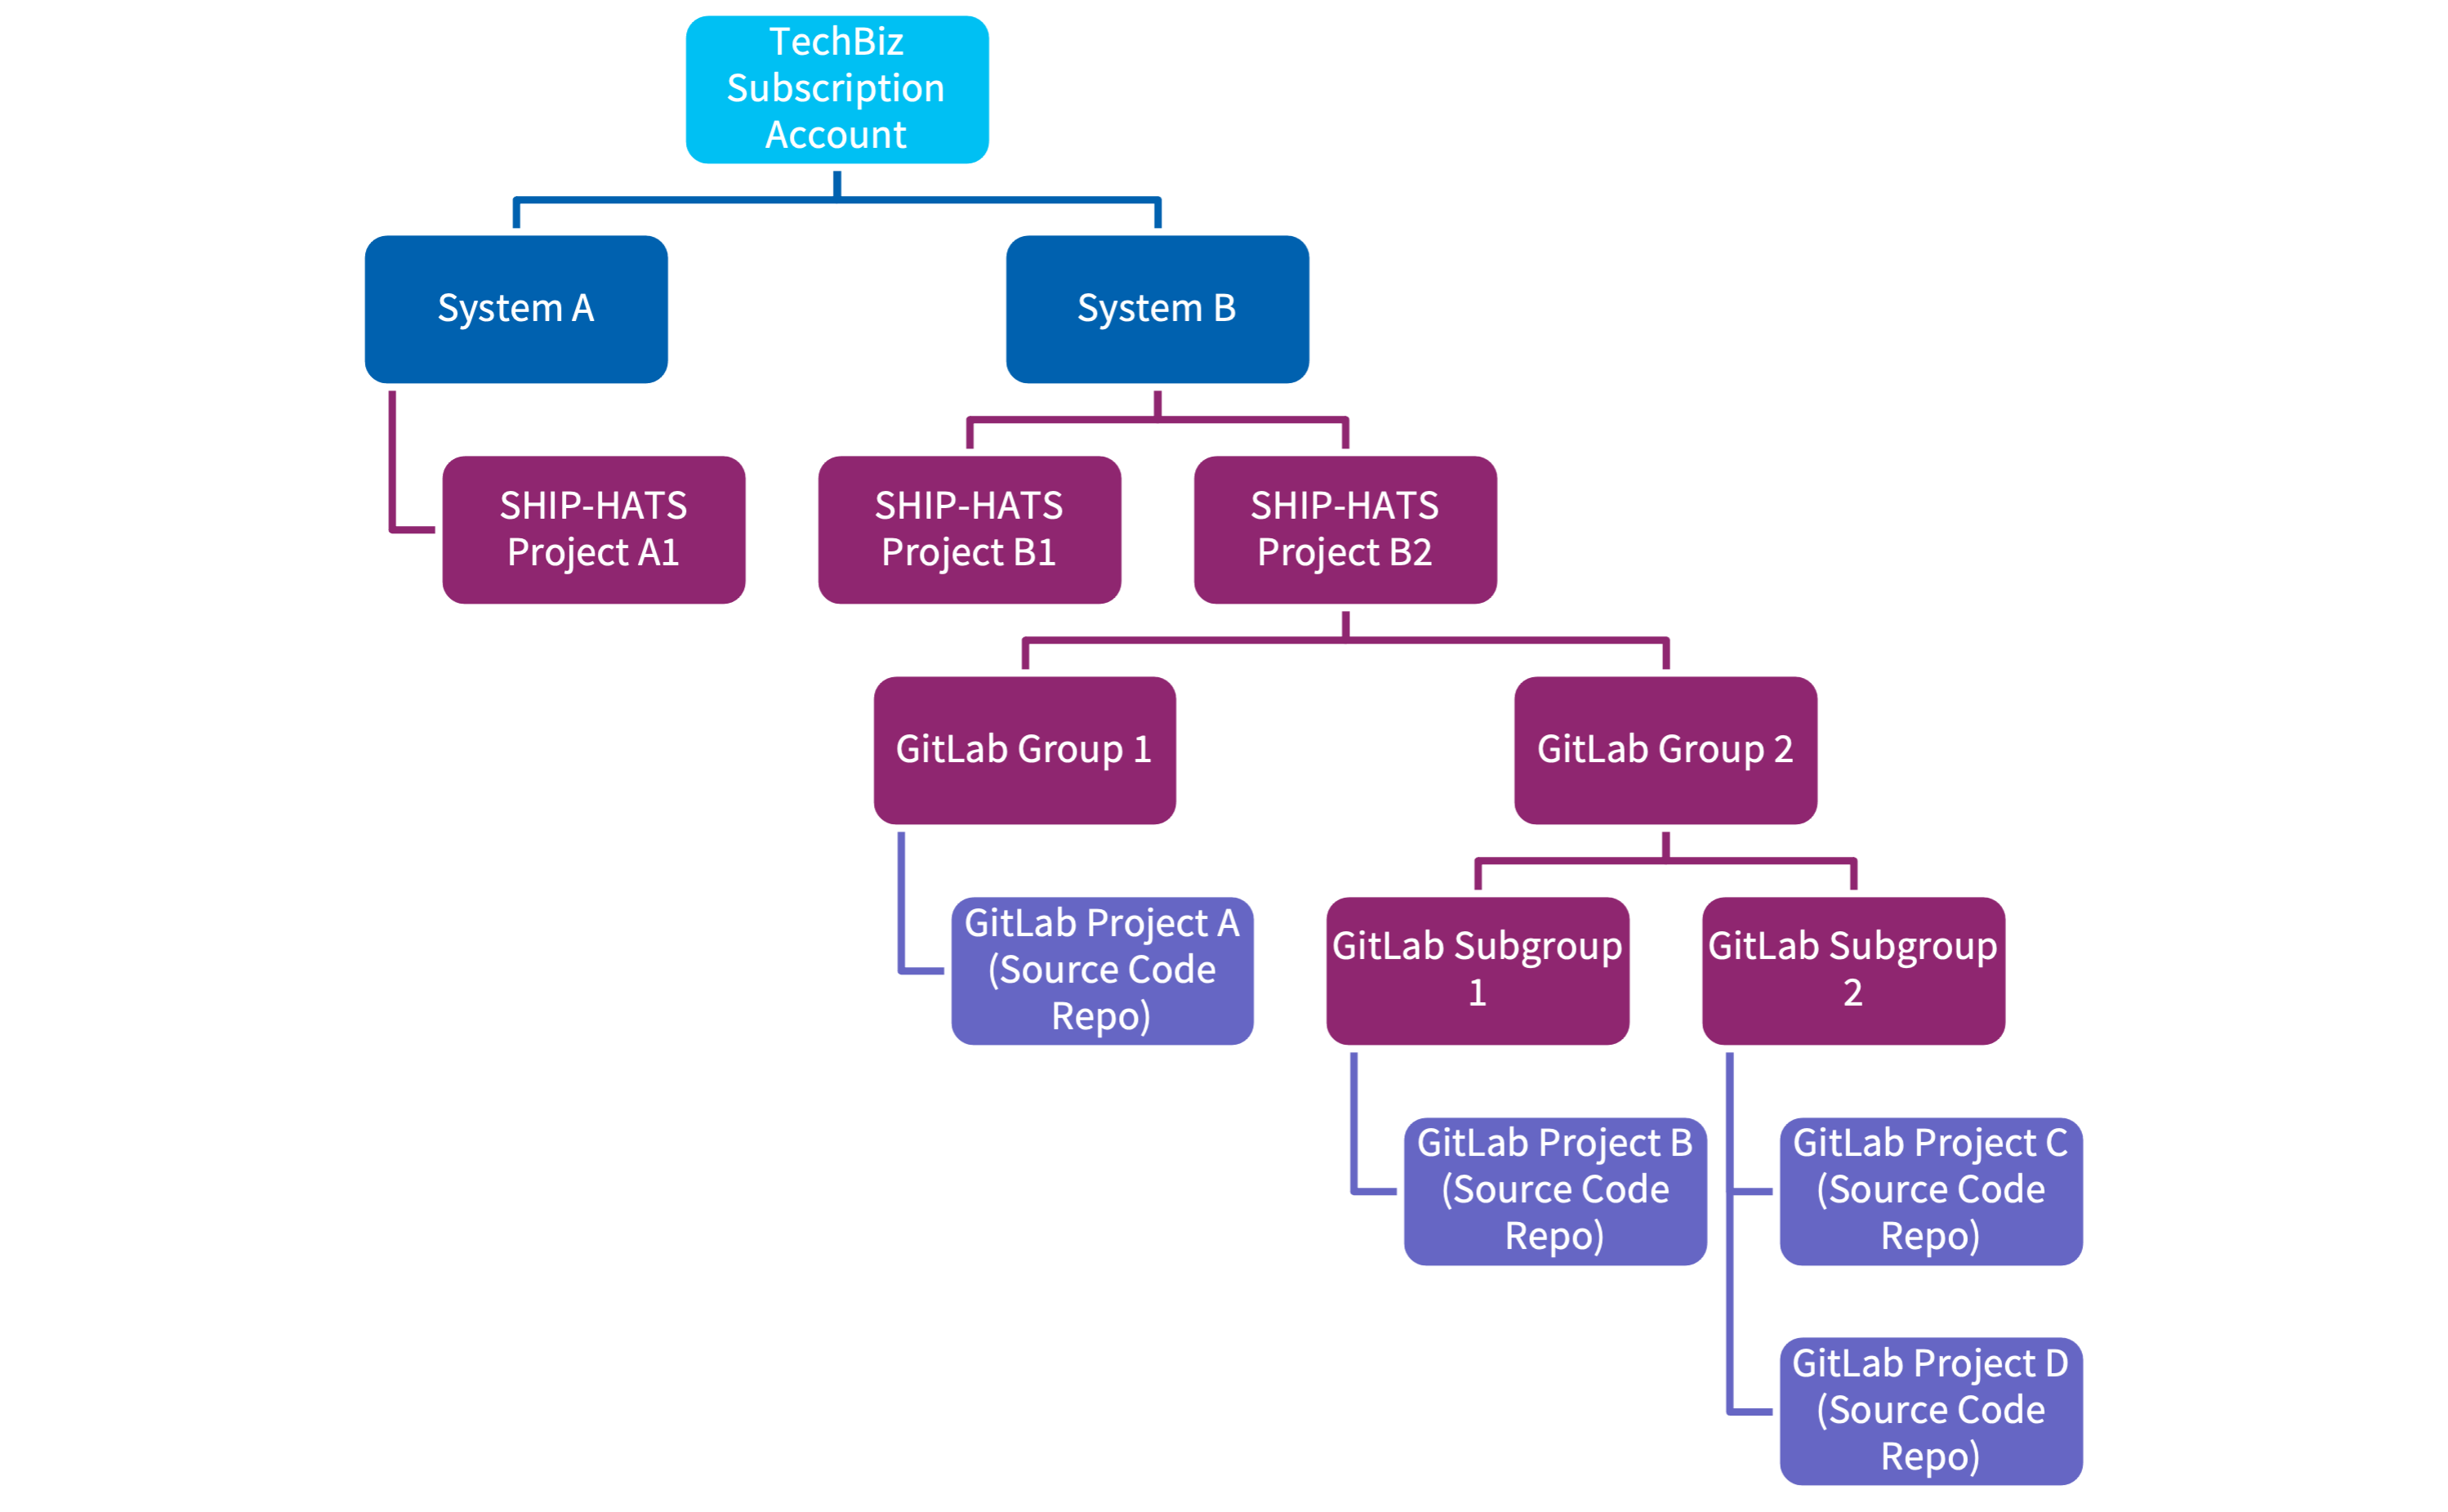 TechBiz
Subscription
Account
System A
System B
SHIP-HATS
Project A1
SHIP-HATS
Project B1
SHIP-HATS
Project B2
GitLab Group 1
GitLab Group 2
GitLab Project A
(Source Code
Repo)
GitLab Subgroup
1
GitLab Subgroup
2
GitLab Project B
(Source Code
Repo)
GitLab Project C
(Source Code
Repo)
GitLab Project D
(Source Code
Repo)